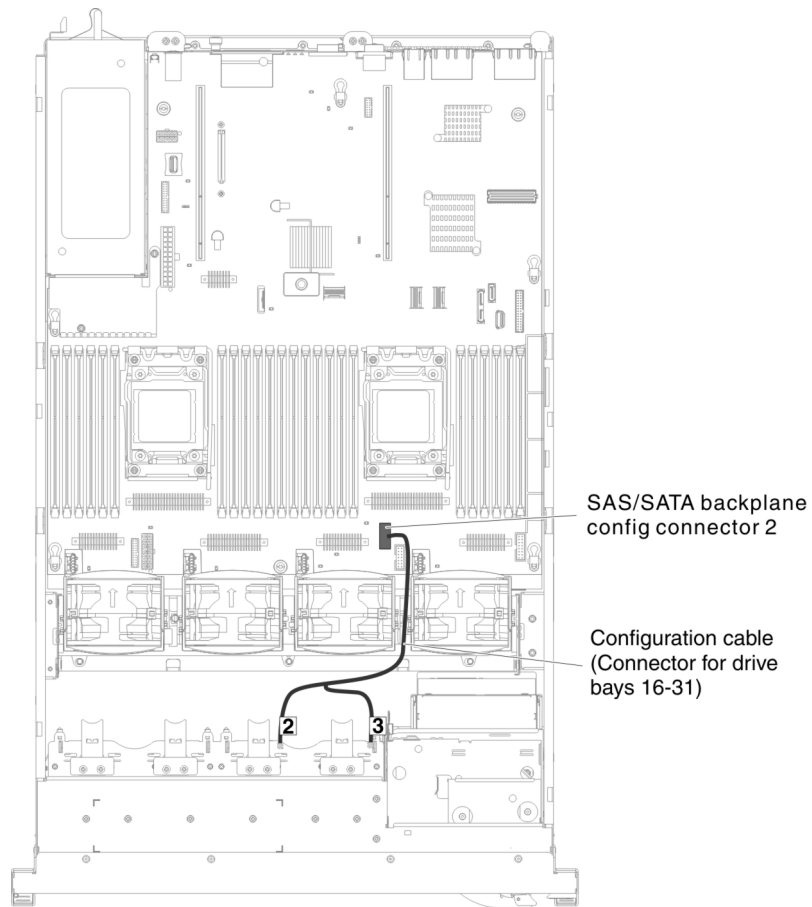 SAS/SATA backplane
config connector 2
Configuration cable
(Connector for drive
bays 16-31)
2
3